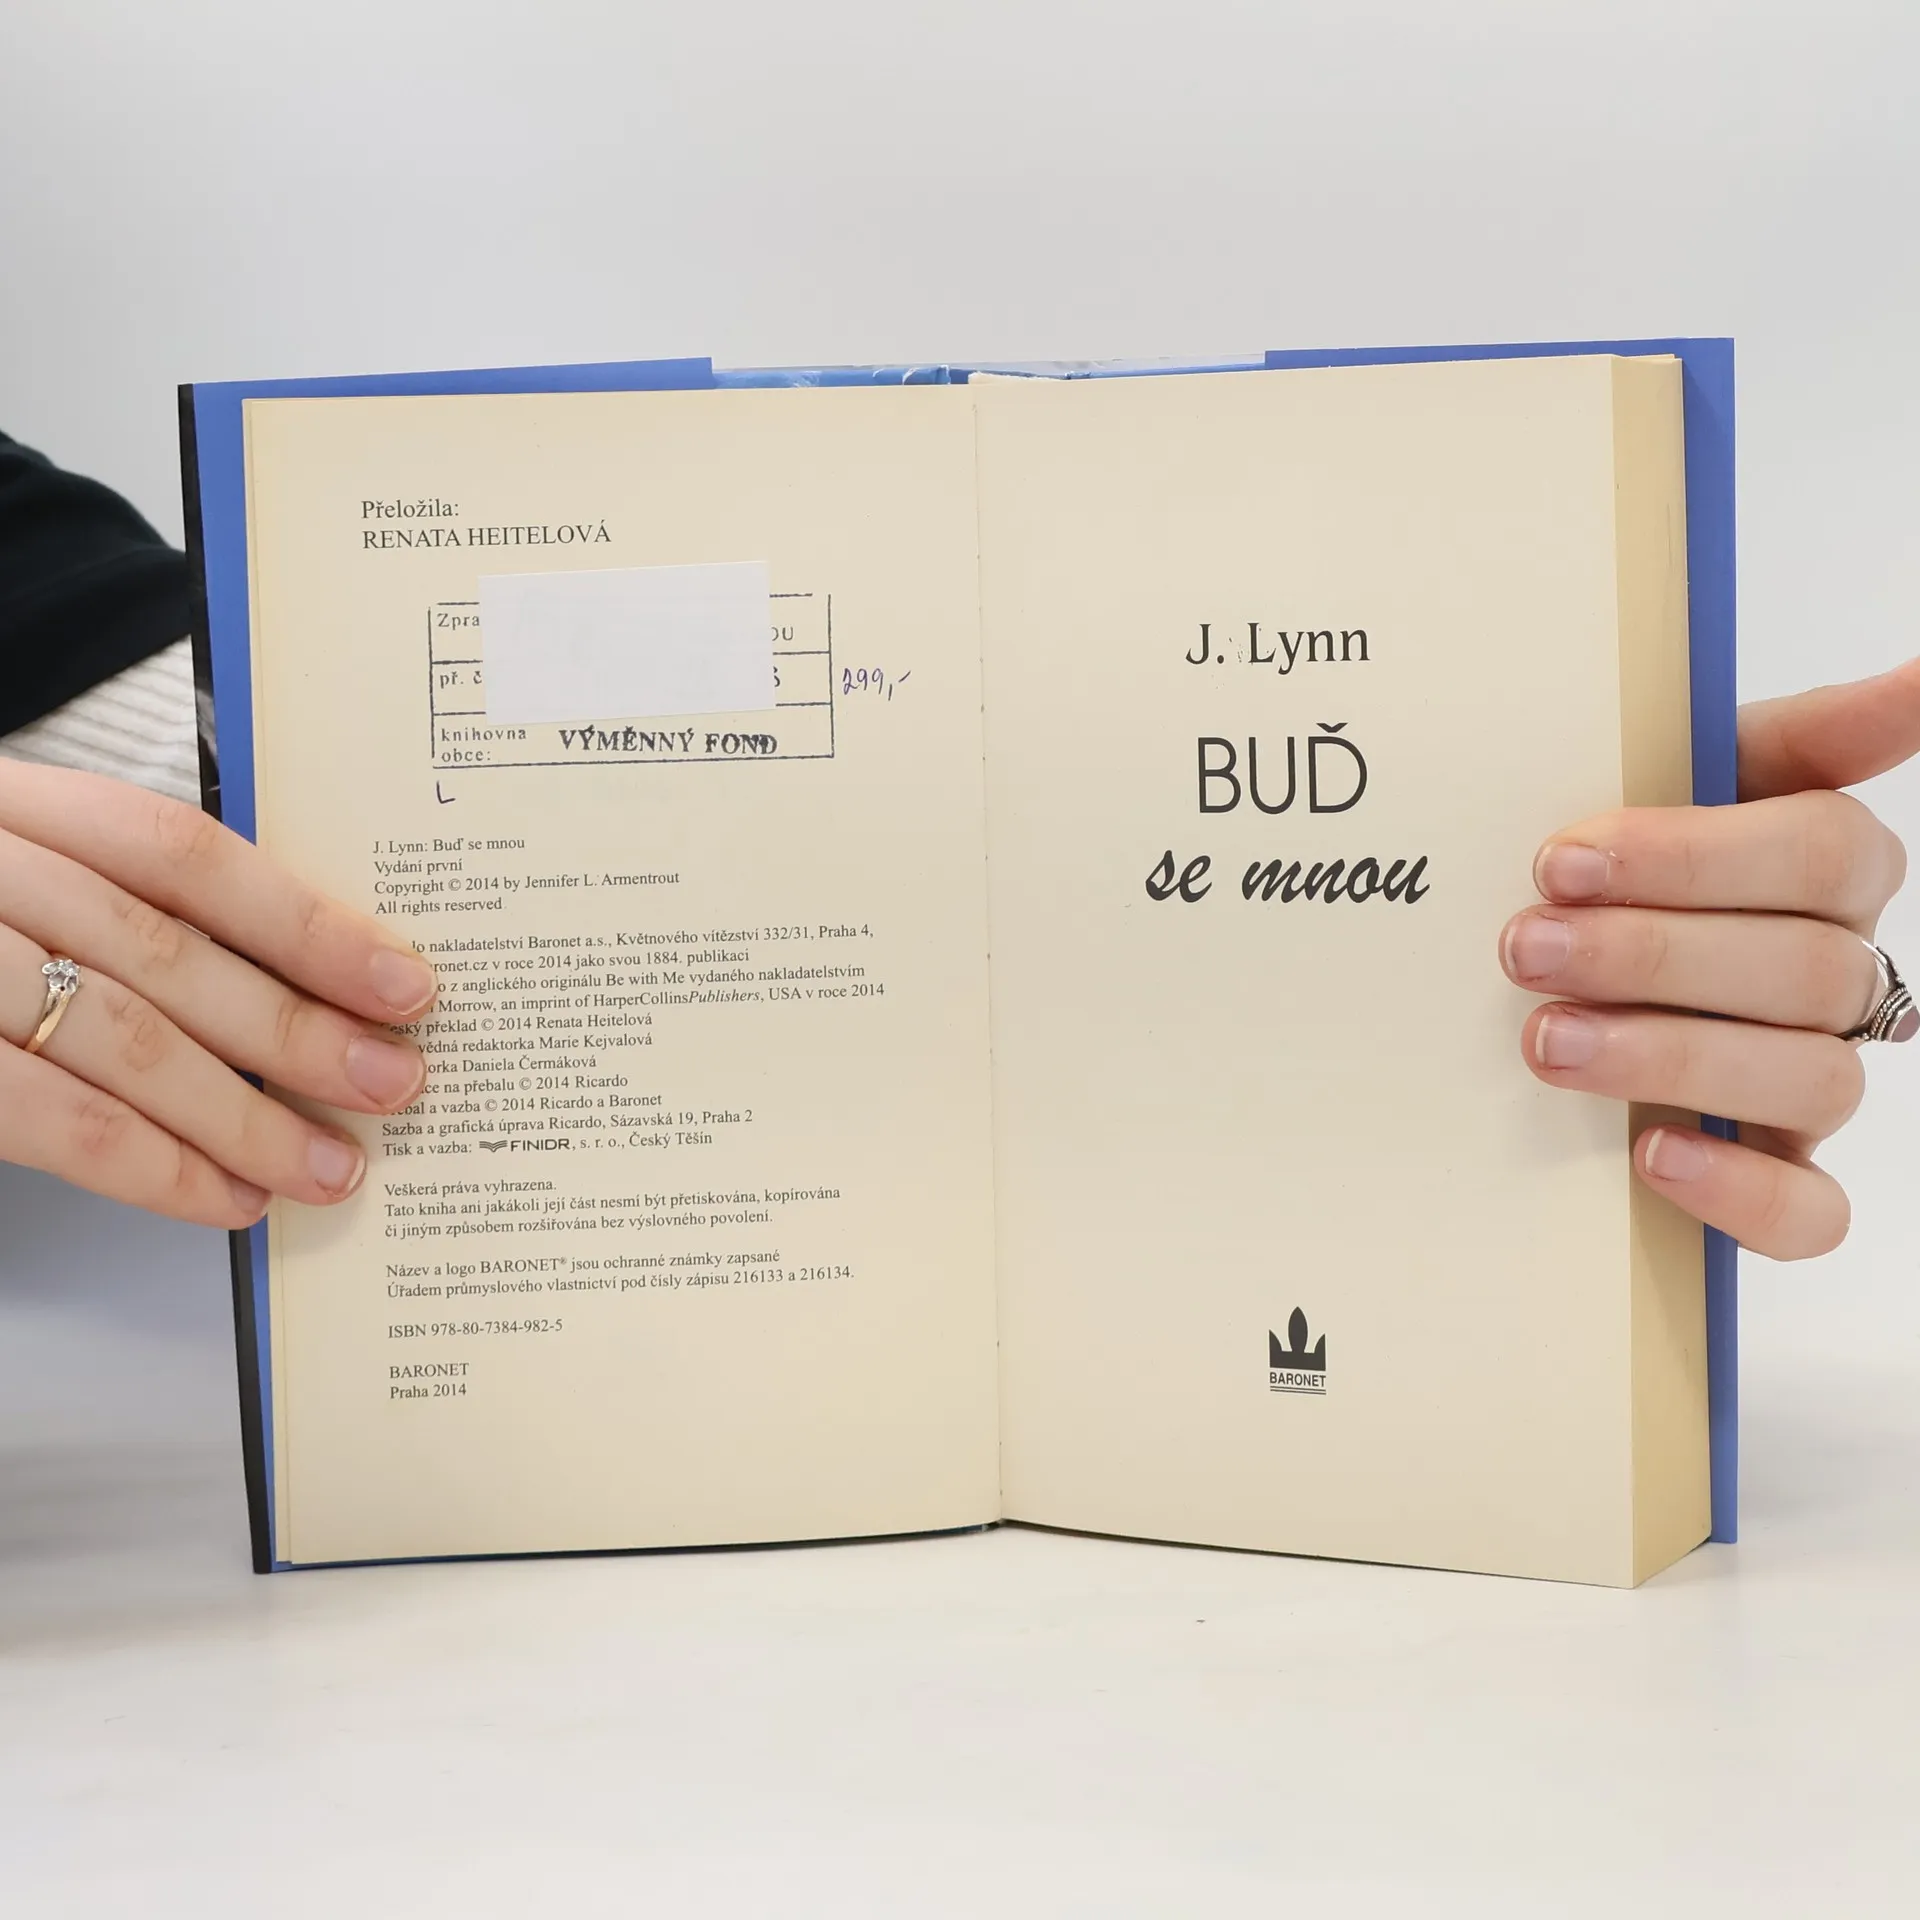 Přeložila:
RENATA HEITELOVÁ
299,-
knihovna
obce: VÝMĚNNÝ FOND
L
J. Lynn: Buď se mnou
Vydání první
Copyright © 2014 by Jennifer L. Armentrout
All rights reserved
nakladatelství Baronet a.s., Květnového vítězství 332/31, Praha 4,
v roce 2014 jako svou 1884. publikaci
z anglického originálu Be with Me vydaného nakladatelstvím
Morrow, an imprint of HarperCollinsPublishers, USA v roce 2014
překlad © 2014 Renata Heitelová
redaktorka Marie Kejvalová
Daniela Čermáková
na přebalu © 2014 Ricardo
a vazba © 2014 Ricardo a Baronet
Sazba a grafická úprava Ricardo, Sázavská 19, Praha 2
Tisk a vazba: FINIDR, s. r. o., Český Těšín
Veškerá práva vyhrazena.
Tato kniha ani jakákoli její část nesmí být přetiskována, kopírována
či jiným způsobem rozšiřována bez výslovného povolení.
Název a logo BARONET® jsou ochranné známky zapsané
Úřadem průmyslového vlastnictví pod čísly zápisu 216133 a 216134.
ISBN 978-80-7384-982-5
BARONET
Praha 2014
J. Lynn
BUĎ
se mnou
BARONET